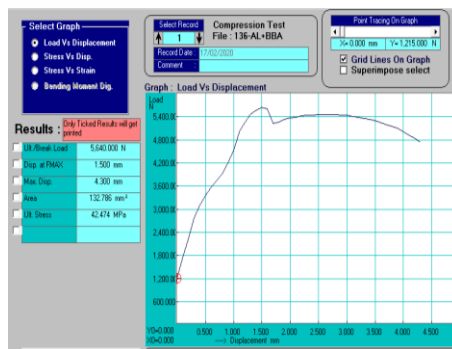 Select Graph
Load Vs Displacement
Stress Vs Disp.
Stress Vs Strain
Bending Moment Dig.
Select Record
1
Compression Test
File : 136-AL+BBA
Record Date
17/02/2020
Comment :
Point Tracing On Graph
X= 0.000 mm
Y= 1,215.000 N
Grid Lines On Graph
Superimpose select
Graph : Load Vs Displacement
Results :
Only Ticked Results will get
printed
Ult./Break Load 5,640.000 N
Disp. at FMAX 1.500 mm
Max. Disp. 4.300 mm
Area 132.786 mm²
Ult. Stress 42.474 MPa
Load
N
5,400.00
4,800.00
4,200.00
3,600.00
3,000.00
2,400.00
1,800.00
1,200.00
600.000
Y0=0.000
X0=0.000
0.500 1.000 1.500 2.000 2.500 3.000 3.500 4.000 4.500
---> Displacement mm